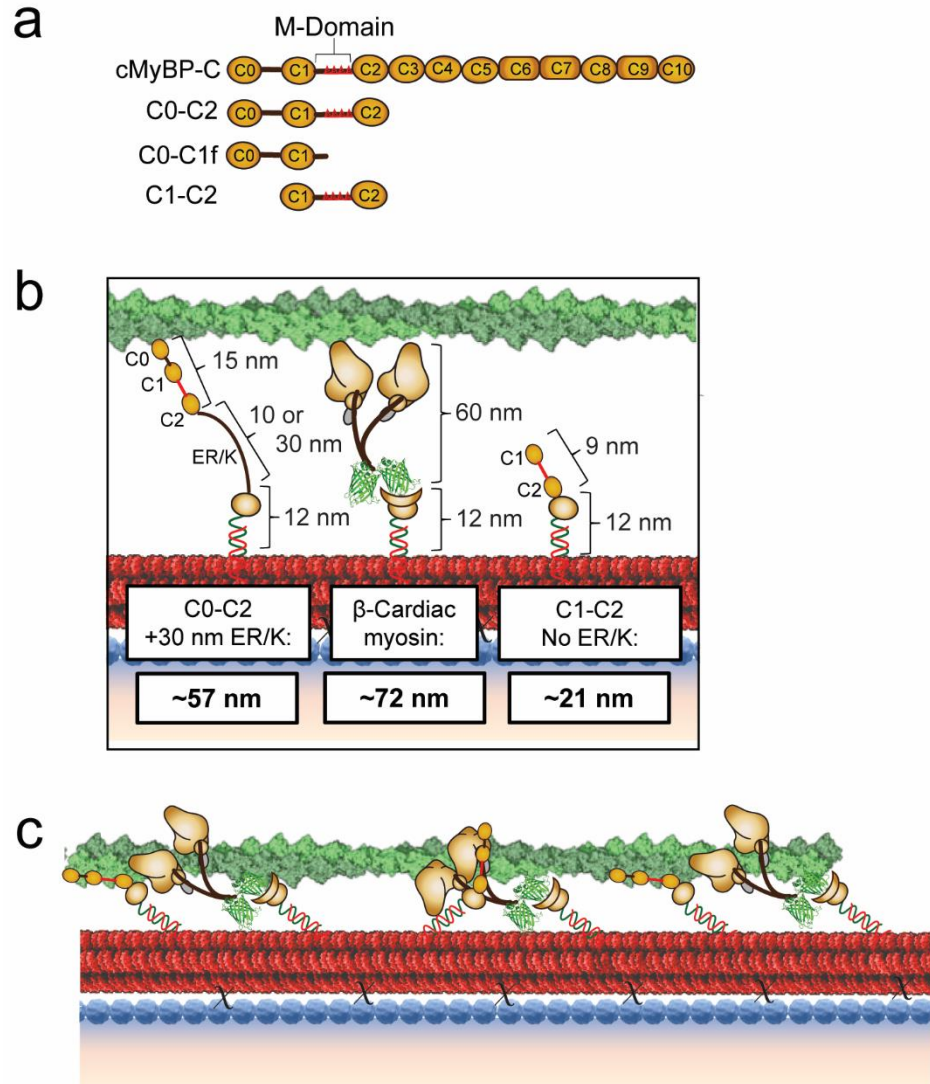 a
M-Domain
cMyBP-C C0 C1 C2 C3 C4 C5 C6 C7 C8 C9 C10
C0-C2 C0 C1 C2
C0-C1f C0 C1
C1-C2 C1 C2
b
C0
C1
C2
15 nm
10 or
30 nm
ER/K
12 nm
60 nm
12 nm
C1
C2
9 nm
12 nm
C0-C2
+30 nm ER/K:
~57 nm
β-Cardiac
myosin:
~72 nm
C1-C2
No ER/K:
~21 nm
c